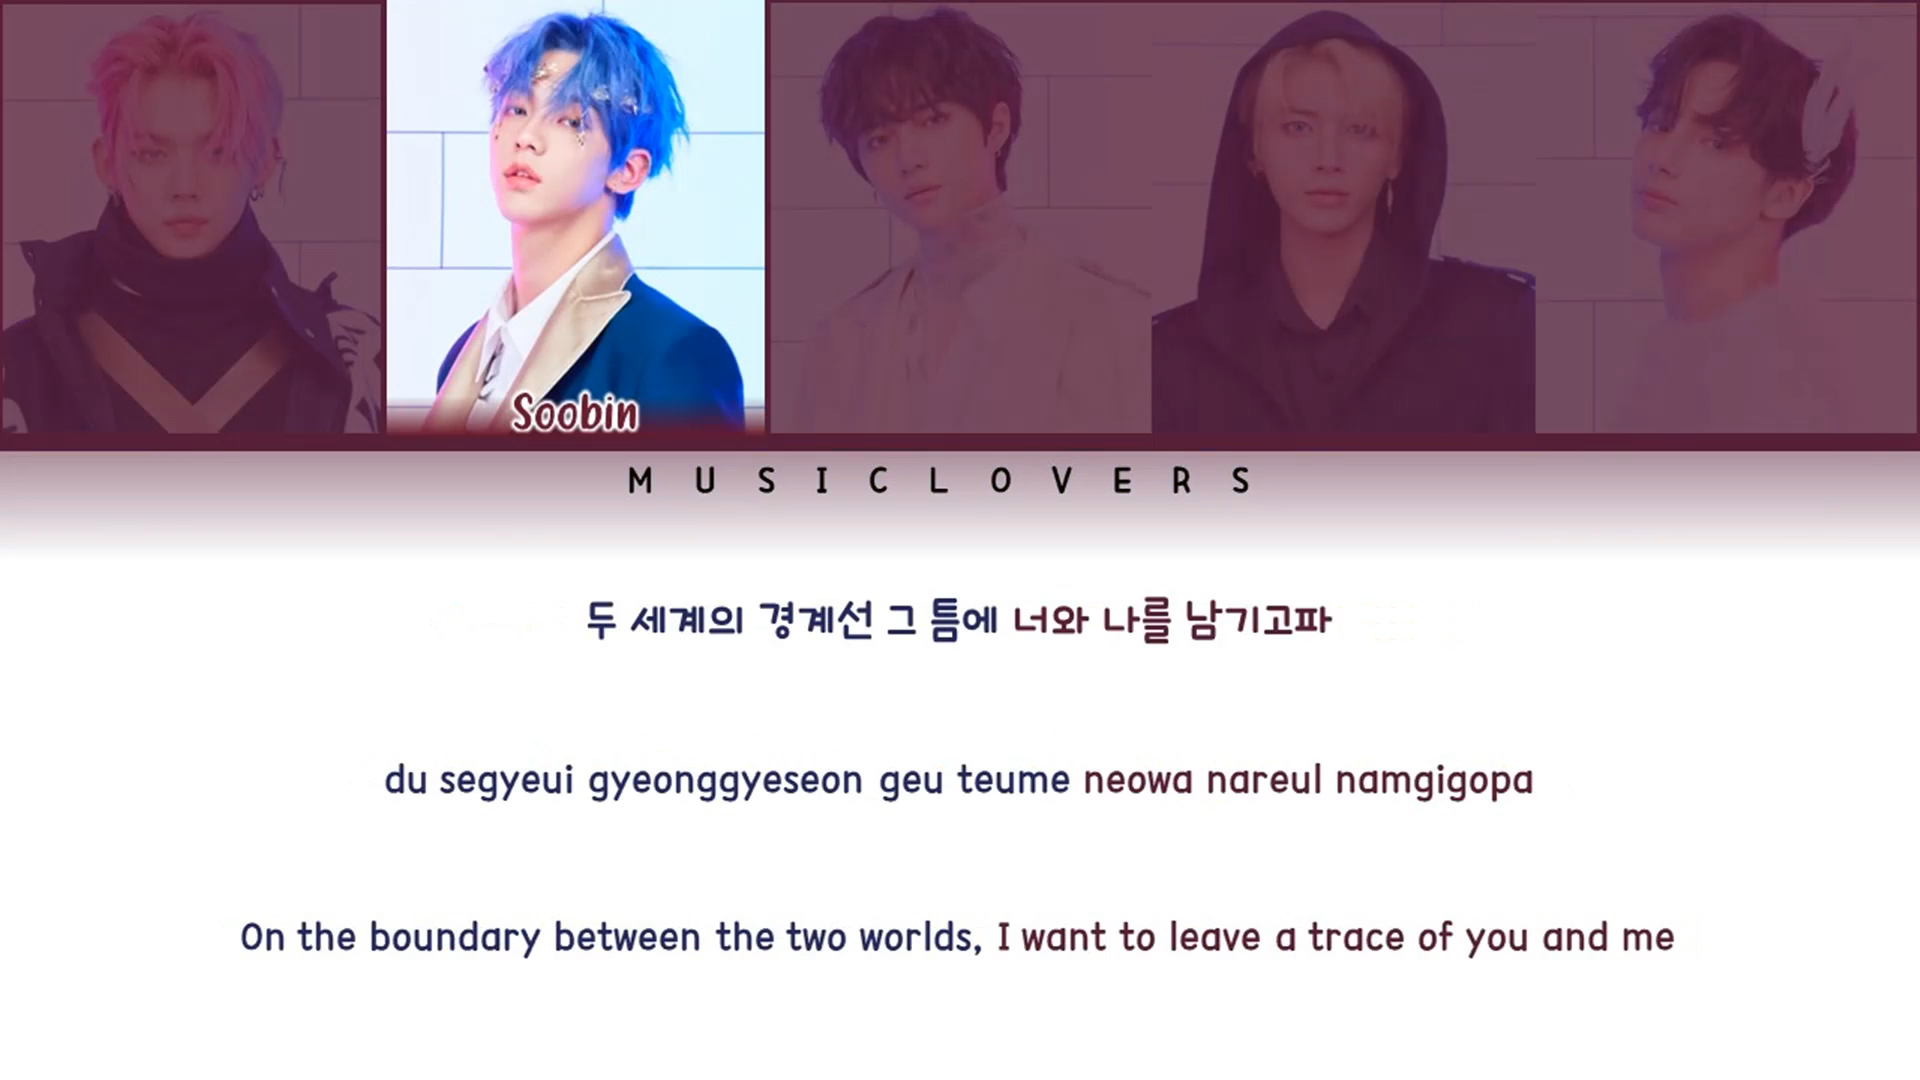 Soobin
MUSICLOVERS
두 세계의 경계선 그 틈에 너와 나를 남기고파
du segyeui gyeonggyeseon geu teume neowa nareul namgigopa
On the boundary between the two worlds, I want to leave a trace of you and me